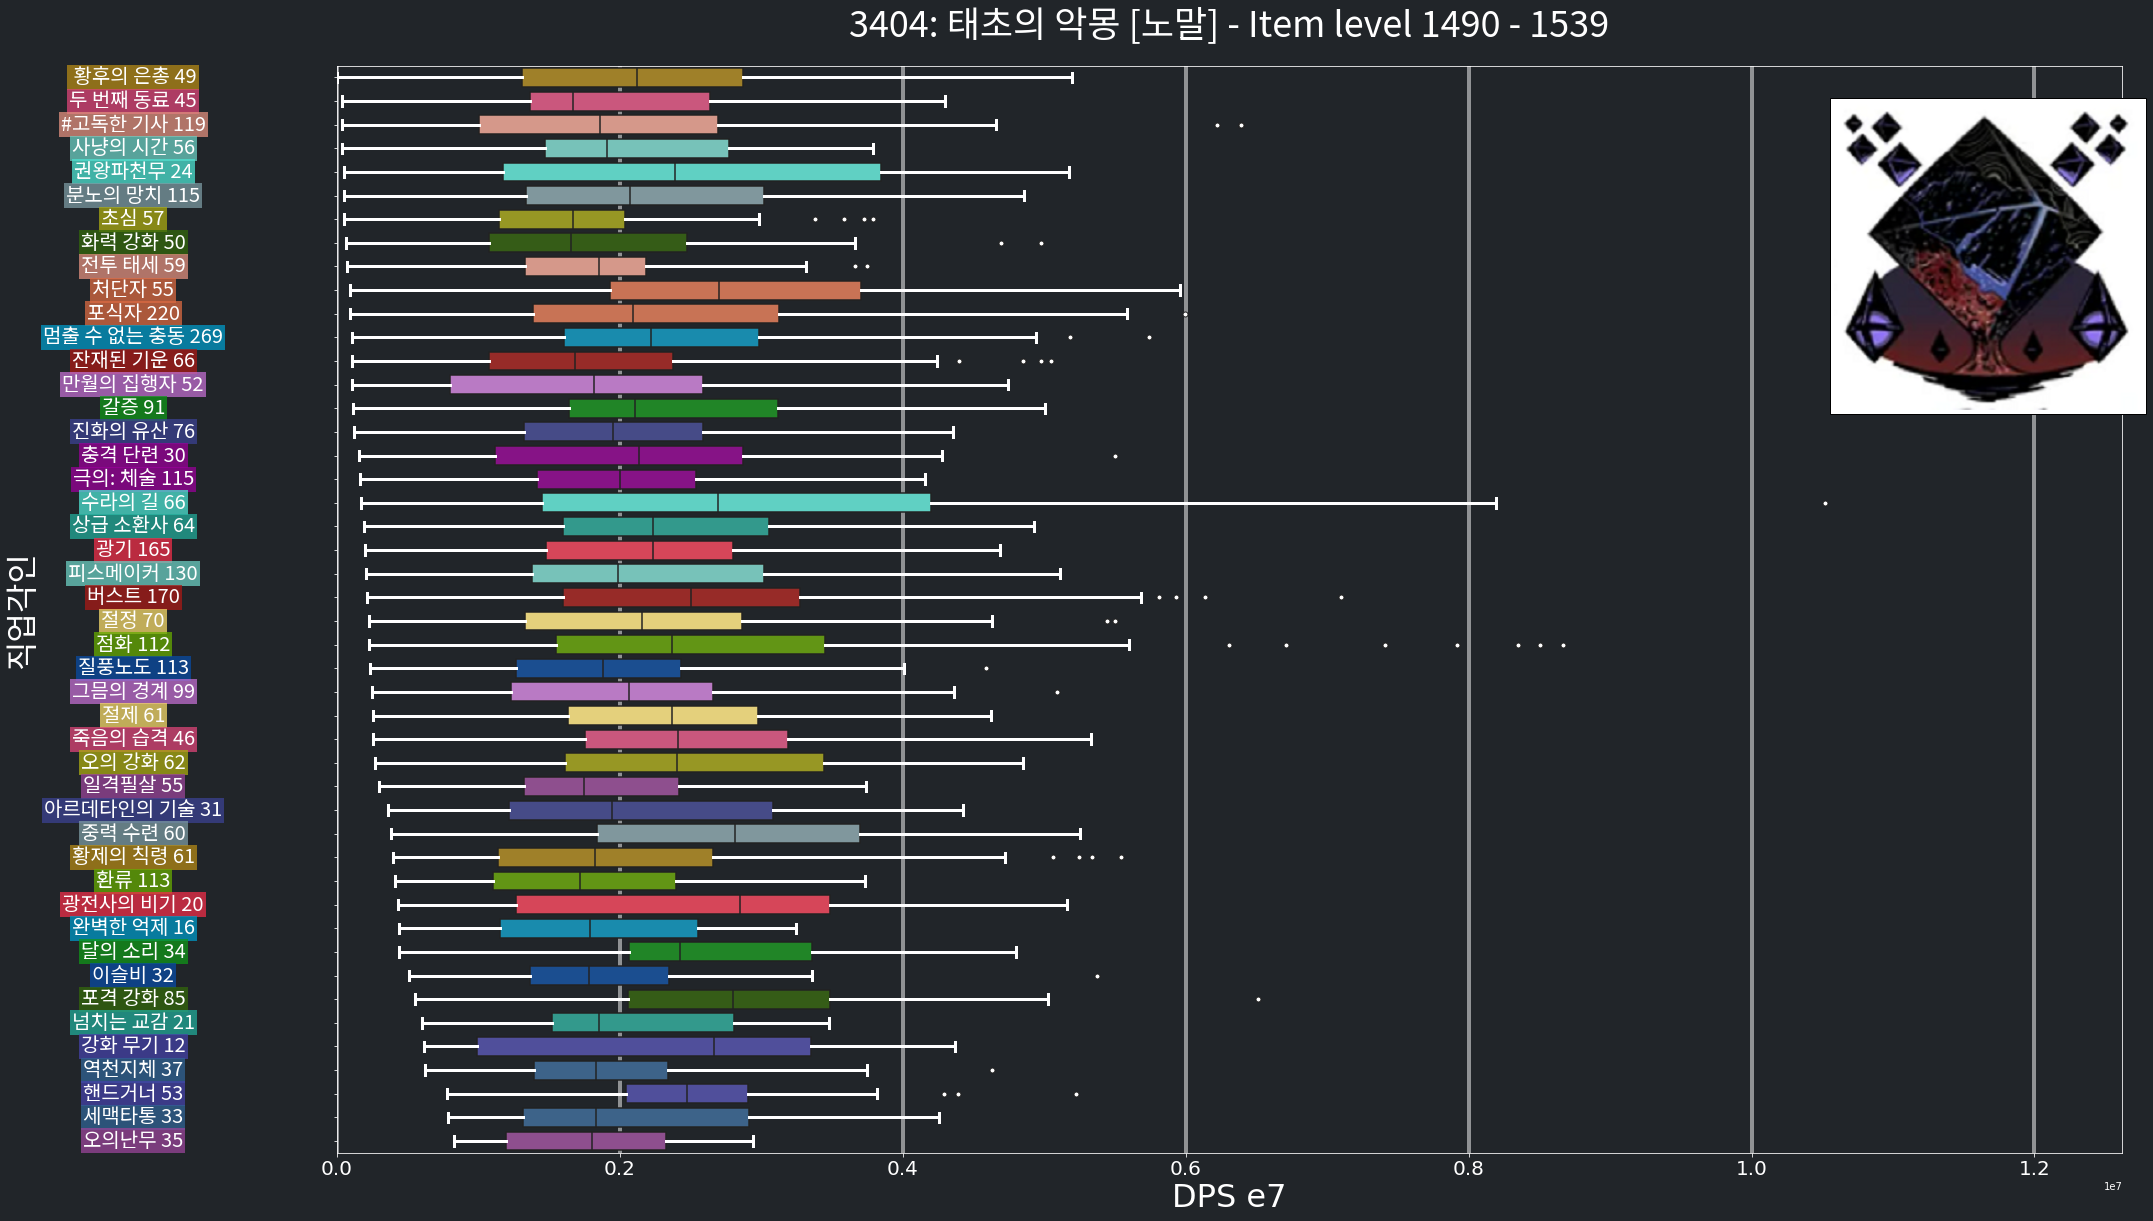 3404: 태초의 악몽 [노말] - Item level 1490 - 1539
직업각인
황후의 은총 49
두 번째 동료 45
#고독한 기사 119
사냥의 시간 56
권왕파천무 24
분노의 망치 115
초심 57
화력 강화 50
전투 태세 59
처단자 55
포식자 220
멈출 수 없는 충동 269
잔재된 기운 66
만월의 집행자 52
갈증 91
진화의 유산 76
충격 단련 30
극의: 체술 115
수라의 길 66
상급 소환사 64
광기 165
피스메이커 130
버스트 170
절정 70
점화 112
질풍노도 113
그믐의 경계 99
절제 61
죽음의 습격 46
오의 강화 62
일격필살 55
아르데타인의 기술 31
중력 수련 60
황제의 칙령 61
환류 113
광전사의 비기 20
완벽한 억제 16
달의 소리 34
이슬비 32
포격 강화 85
넘치는 교감 21
강화 무기 12
역천지체 37
핸드거너 53
세맥타통 33
오의난무 35
0.0 0.2 0.4 0.6 0.8 1.0 1.2
1e7
DPS e7